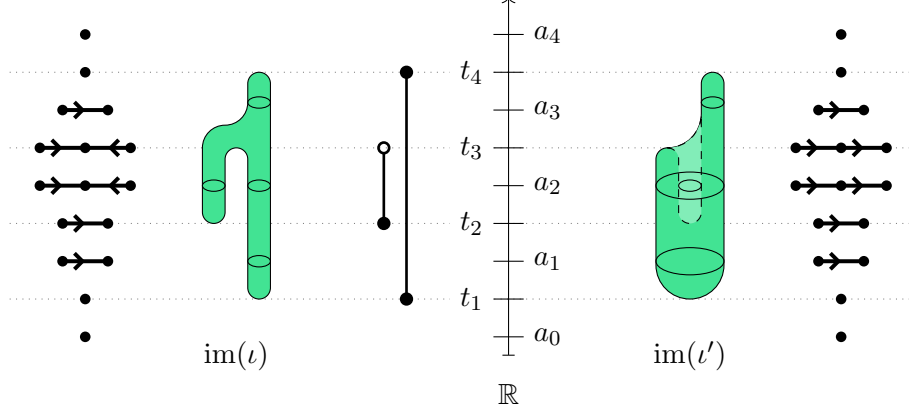 a₄
t₄
a₃
t₃
a₂
t₂
a₁
t₁
a₀
im(ι) im(ι′)
ℝ